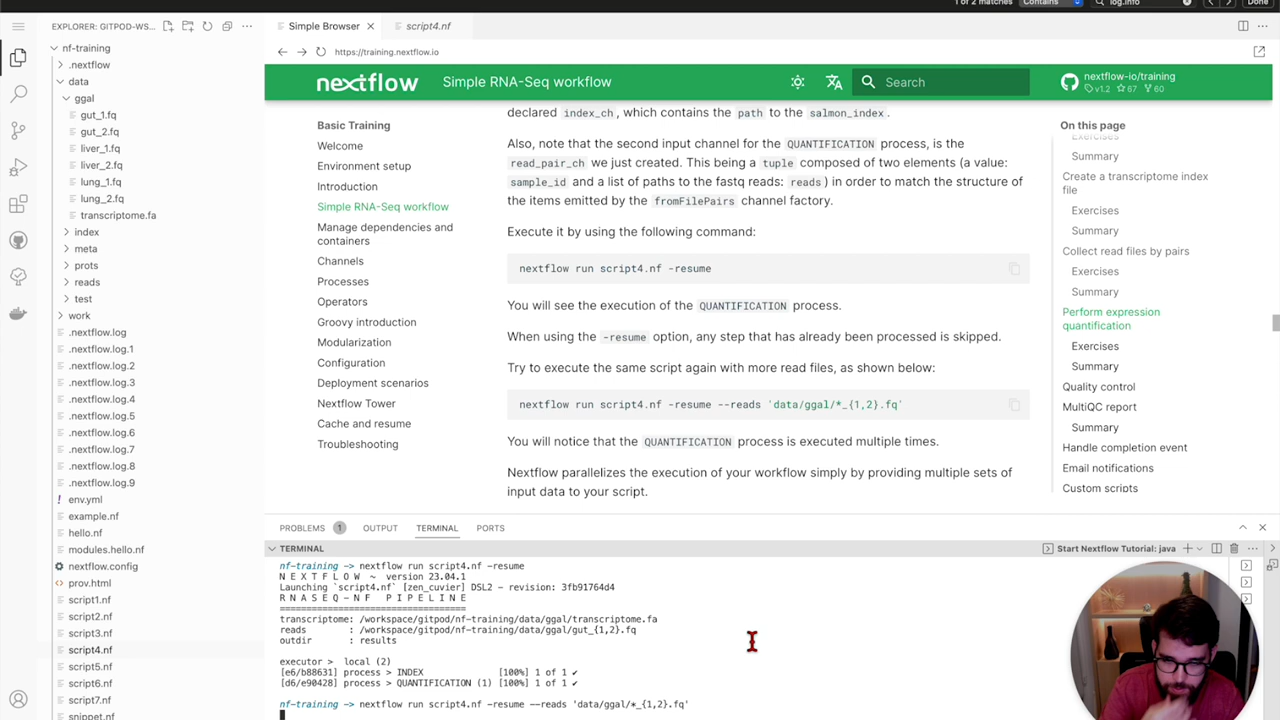 1 of 2 matches
Contains
log.info
Done
EXPLORER: GITPOD-WS...
Simple Browser
script4.nf
https://training.nextflow.io
nextflow
Simple RNA-Seq workflow
Search
nextflow-io/training
v1.2 67 60
nf-training
.nextflow
data
ggal
gut_1.fq
gut_2.fq
liver_1.fq
liver_2.fq
lung_1.fq
lung_2.fq
transcriptome.fa
index
meta
prots
reads
test
work
.nextflow.log
.nextflow.log.1
.nextflow.log.2
.nextflow.log.3
.nextflow.log.4
.nextflow.log.5
.nextflow.log.6
.nextflow.log.7
.nextflow.log.8
.nextflow.log.9
env.yml
example.nf
hello.nf
modules.hello.nf
nextflow.config
prov.html
script1.nf
script2.nf
script3.nf
script4.nf
script5.nf
script6.nf
script7.nf
snippet.nf
Basic Training
Welcome
Environment setup
Introduction
Simple RNA-Seq workflow
Manage dependencies and
containers
Channels
Processes
Operators
Groovy introduction
Modularization
Configuration
Deployment scenarios
Nextflow Tower
Cache and resume
Troubleshooting
declared index_ch, which contains the path to the salmon_index.
Also, note that the second input channel for the QUANTIFICATION process, is the
read_pair_ch we just created. This being a tuple composed of two elements (a value:
sample_id and a list of paths to the fastq reads: reads) in order to match the structure of
the items emitted by the fromFilePairs channel factory.
Execute it by using the following command:
nextflow run script4.nf -resume
You will see the execution of the QUANTIFICATION process.
When using the -resume option, any step that has already been processed is skipped.
Try to execute the same script again with more read files, as shown below:
nextflow run script4.nf -resume --reads 'data/ggal/*_{1,2}.fq'
You will notice that the QUANTIFICATION process is executed multiple times.
Nextflow parallelizes the execution of your workflow simply by providing multiple sets of
input data to your script.
On this page
Exercises
Summary
Create a transcriptome index
file
Exercises
Summary
Collect read files by pairs
Exercises
Summary
Perform expression
quantification
Exercises
Summary
Quality control
MultiQC report
Summary
Handle completion event
Email notifications
Custom scripts
PROBLEMS 1 OUTPUT TERMINAL PORTS
TERMINAL
Start Nextflow Tutorial: java
nf-training -> nextflow run script4.nf -resume
N E X T F L O W ~ version 23.04.1
Launching `script4.nf` [zen_cuvier] DSL2 - revision: 3fb91764d4
R N A S E Q - N F P I P E L I N E
===================================
transcriptome: /workspace/gitpod/nf-training/data/ggal/transcriptome.fa
reads : /workspace/gitpod/nf-training/data/ggal/gut_{1,2}.fq
outdir : results
executor > local (2)
[e6/b88631] process > INDEX [100%] 1 of 1 ✔
[d6/e90428] process > QUANTIFICATION (1) [100%] 1 of 1 ✔
nf-training -> nextflow run script4.nf -resume --reads 'data/ggal/*_{1,2}.fq'